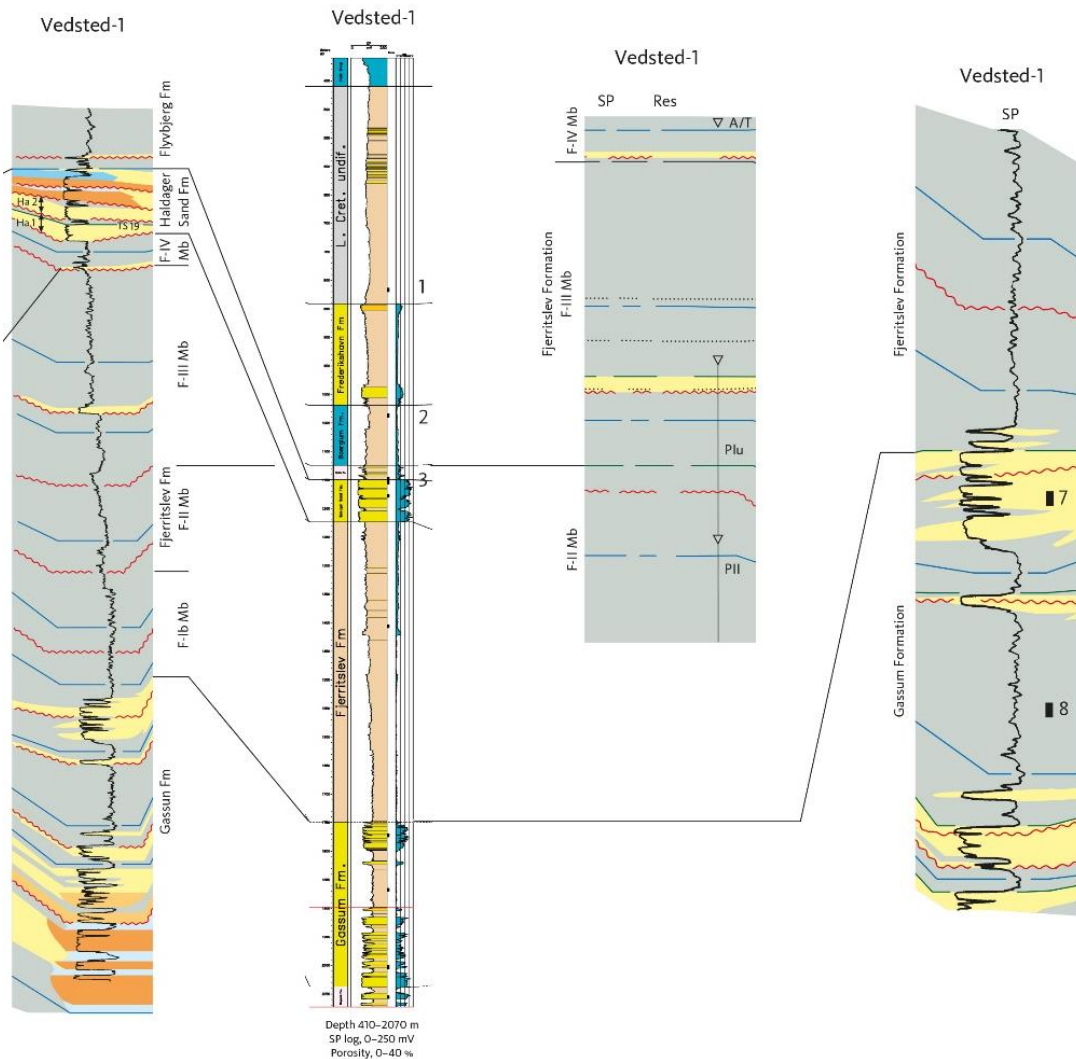 Vedsted-1
Vedsted-1
Vedsted-1
Vedsted-1
Flyvbjerg Fm
Haldager
Sand Fm
Ha 2
Ha 1
TS 19
F-IV
Mb
F-III Mb
Fjerritslev Fm
F-II Mb
F-Ib Mb
Gassun Fm
L. Cret. undif.
1
Frederikshavn Fm
2
3
Fjerritslev Fm
Gassum Fm.
Depth 410–2070 m
SP log, 0–250 mV
Porosity, 0–40 %
SP Res
A/T
F-IV Mb
Fjerritslev Formation
F-III Mb
Plu
F-II Mb
PII
SP
Fjerritslev Formation
7
Gassum Formation
8